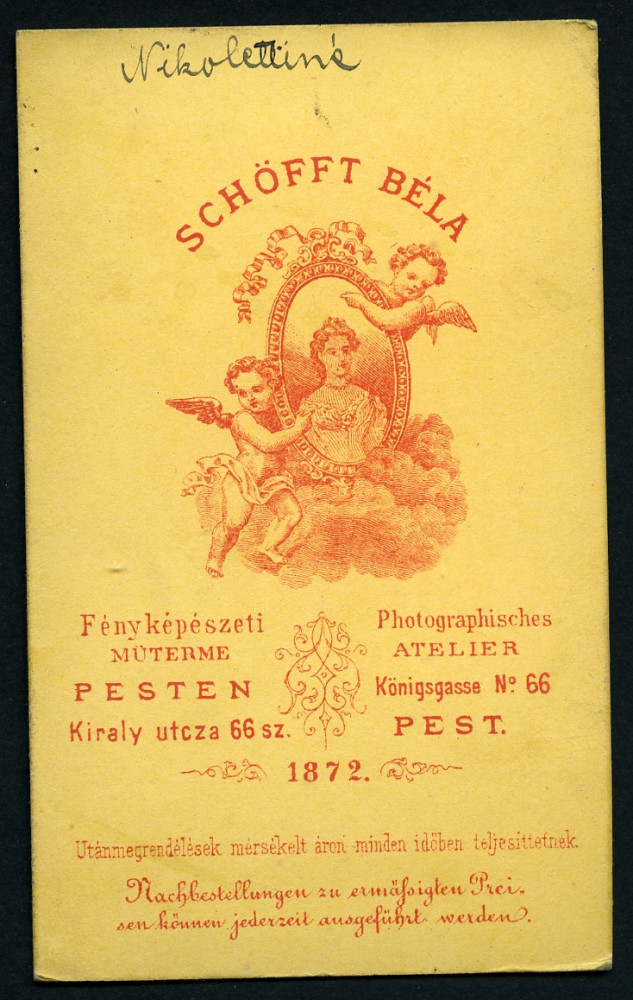 Nikolettiné
SCHÖFFT BÉLA
Fényképészeti
MŰTERME
PESTEN
Kiraly utcza 66 sz.
Photographisches
ATELIER
Königsgasse Nº 66
PEST.
1872.
Utánmegrendélések mérsékelt áron minden időben teljesittetnek.
Nachbestellungen zu ermäßigten Prei-
sen können jederzeit ausgeführt werden.